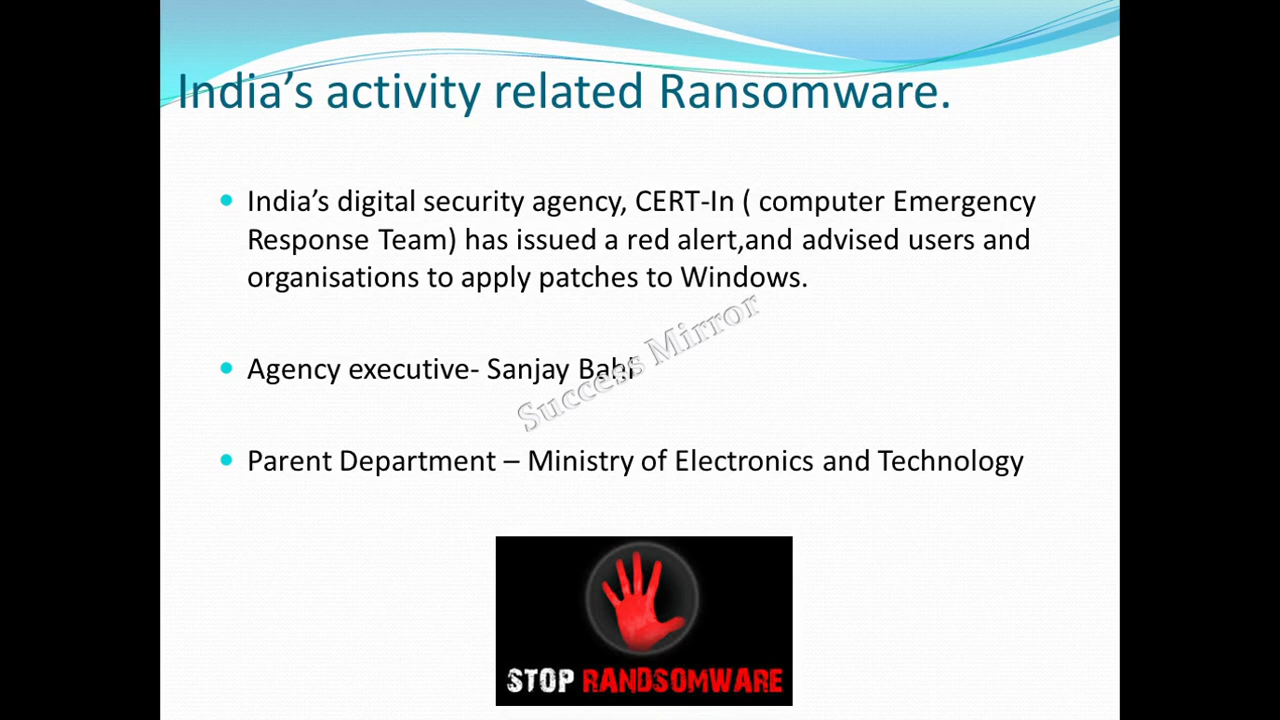 India's activity related Ransomware.
India's digital security agency, CERT-In ( computer Emergency
Response Team) has issued a red alert,and advised users and
organisations to apply patches to Windows.
Agency executive- Sanjay Bahl
Success Mirror
Parent Department – Ministry of Electronics and Technology
STOP RANDSOMWARE